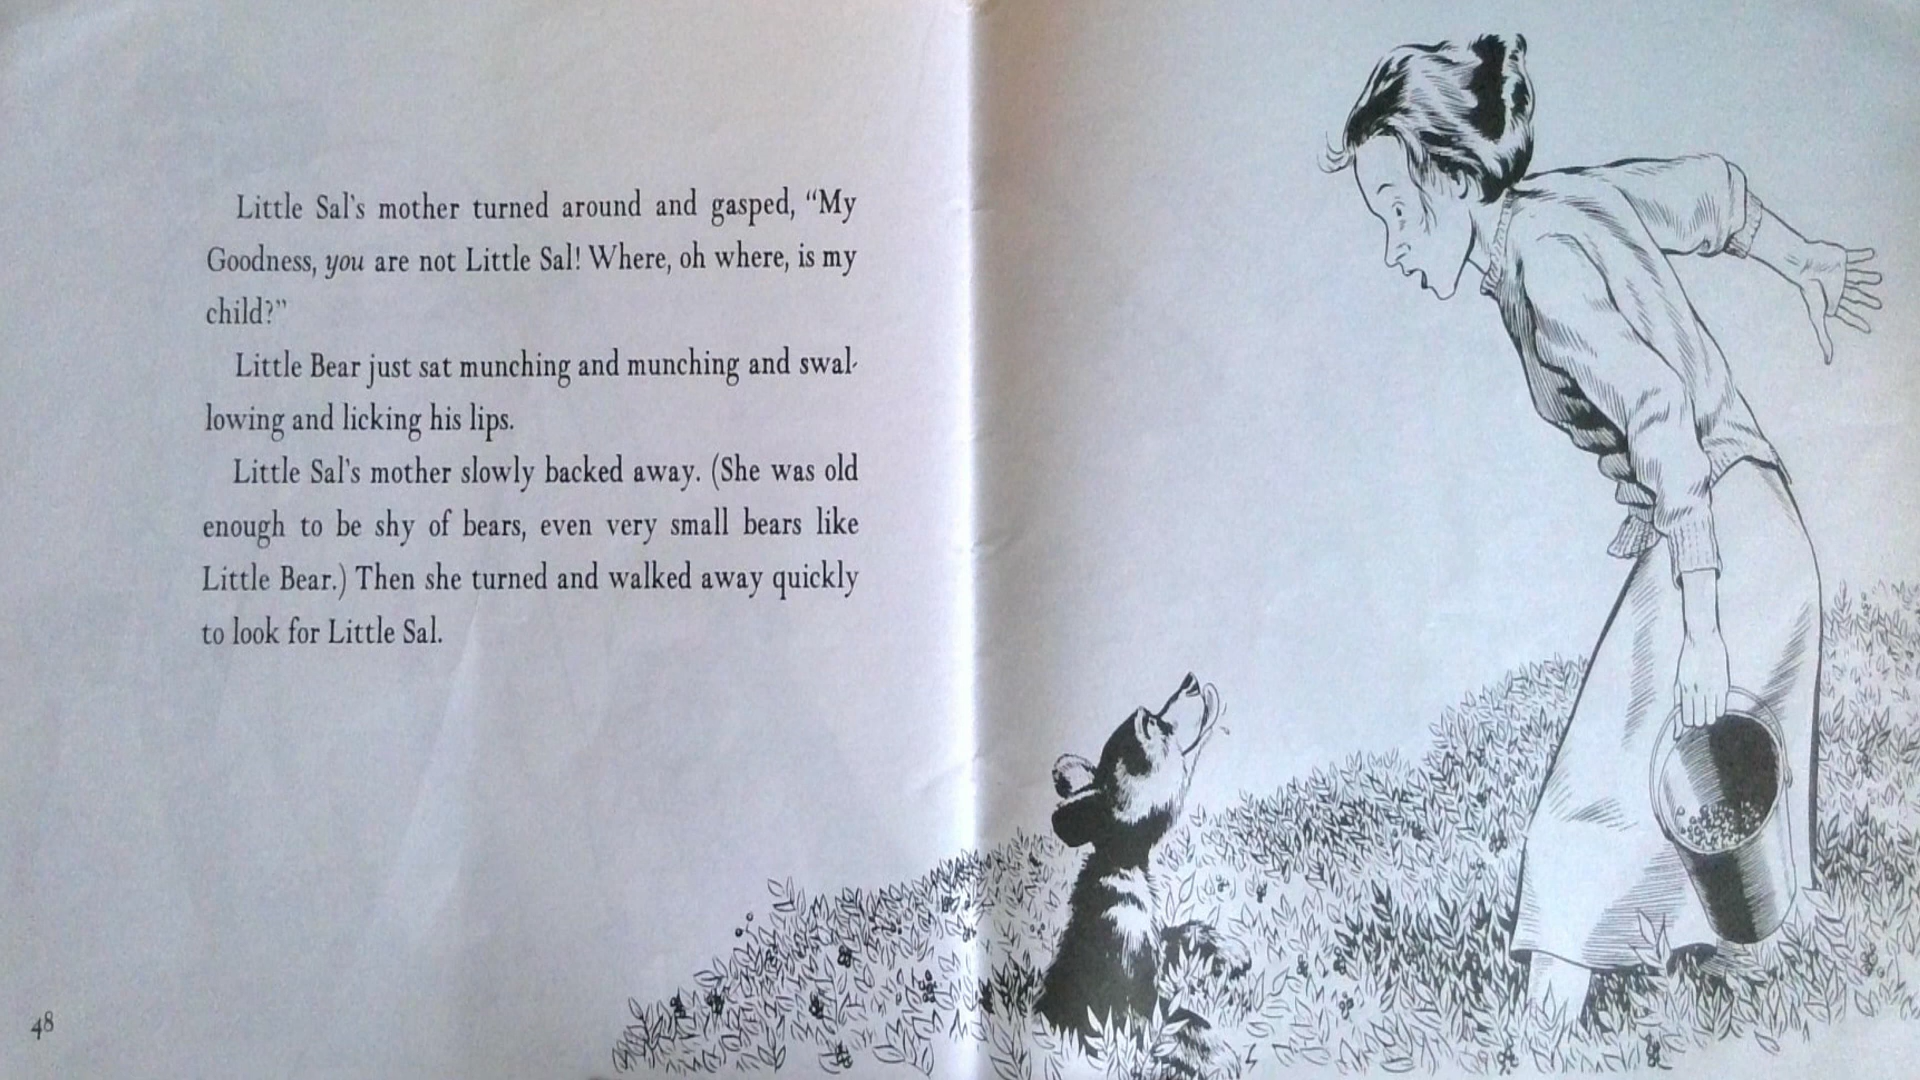 Little Sal's mother turned around and gasped, “My
Goodness, you are not Little Sal! Where, oh where, is my
child?”
Little Bear just sat munching and munching and swal-
lowing and licking his lips.
Little Sal's mother slowly backed away. (She was old
enough to be shy of bears, even very small bears like
Little Bear.) Then she turned and walked away quickly
to look for Little Sal.
48